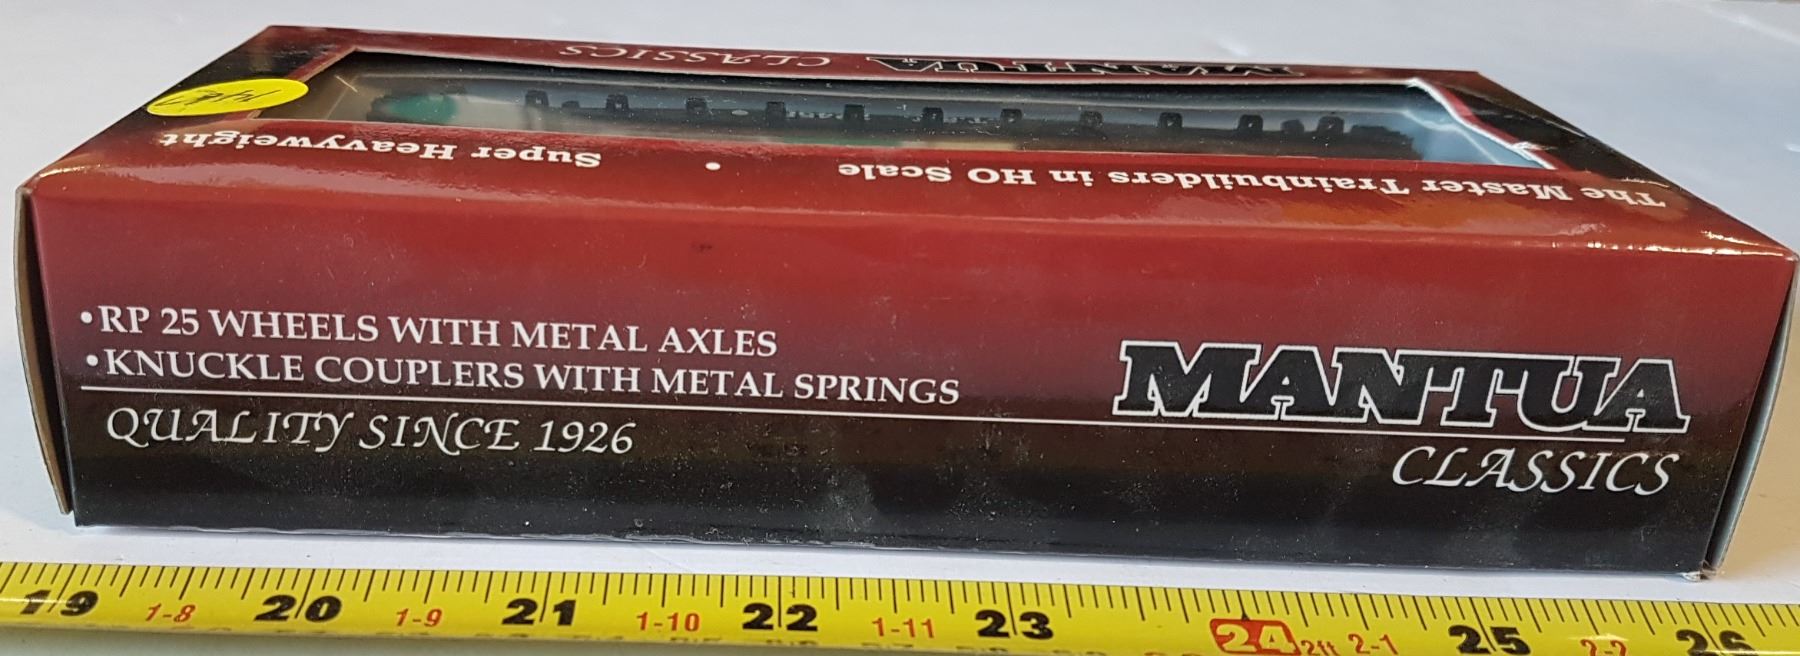 MANTUA CLASSICS
The Master Trainbuilders in HO Scale • Super Heavyweight
•RP 25 WHEELS WITH METAL AXLES
•KNUCKLE COUPLERS WITH METAL SPRINGS
QUALITY SINCE 1926
MANTUA
CLASSICS
19 1-8 20 1-9 21 1-10 22 1-11 23 24 2ft 2-1 25 2-2 26